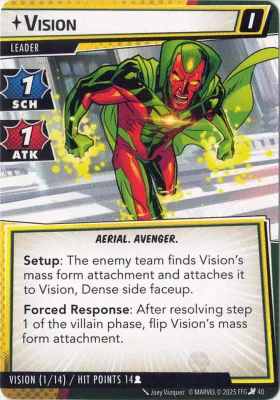 Vision
0
LEADER
1
SCH
1
ATK
AERIAL. AVENGER.
Setup: The enemy team finds Vision's
mass form attachment and attaches it
to Vision, Dense side faceup.
Forced Response: After resolving step
1 of the villain phase, flip Vision's
mass form attachment.
VISION (1/14) / HIT POINTS 14
Joey Vazquez © MARVEL © 2025 FFG 40